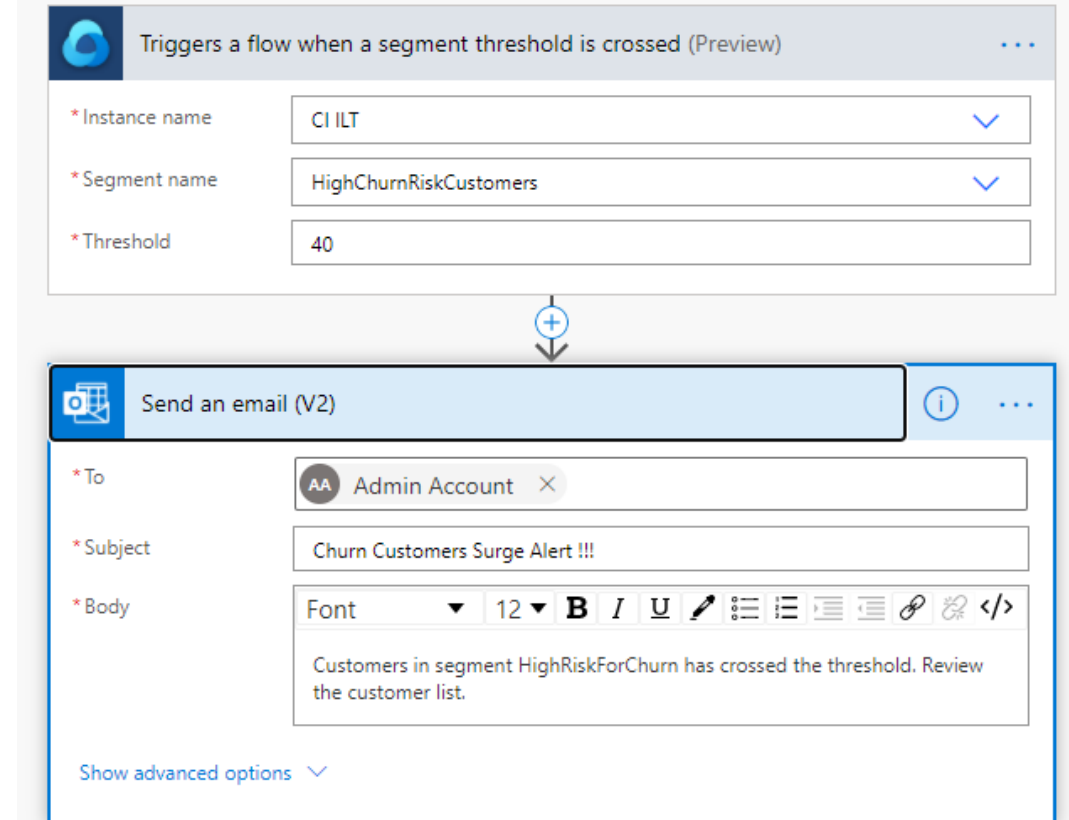 Triggers a flow when a segment threshold is crossed (Preview)
* Instance name
CI ILT
* Segment name
HighChurnRiskCustomers
* Threshold
40
Send an email (V2)
* To
AA Admin Account
* Subject
Churn Customers Surge Alert !!!
* Body
Font 12 B I U </>
Customers in segment HighRiskForChurn has crossed the threshold. Review
the customer list.
Show advanced options